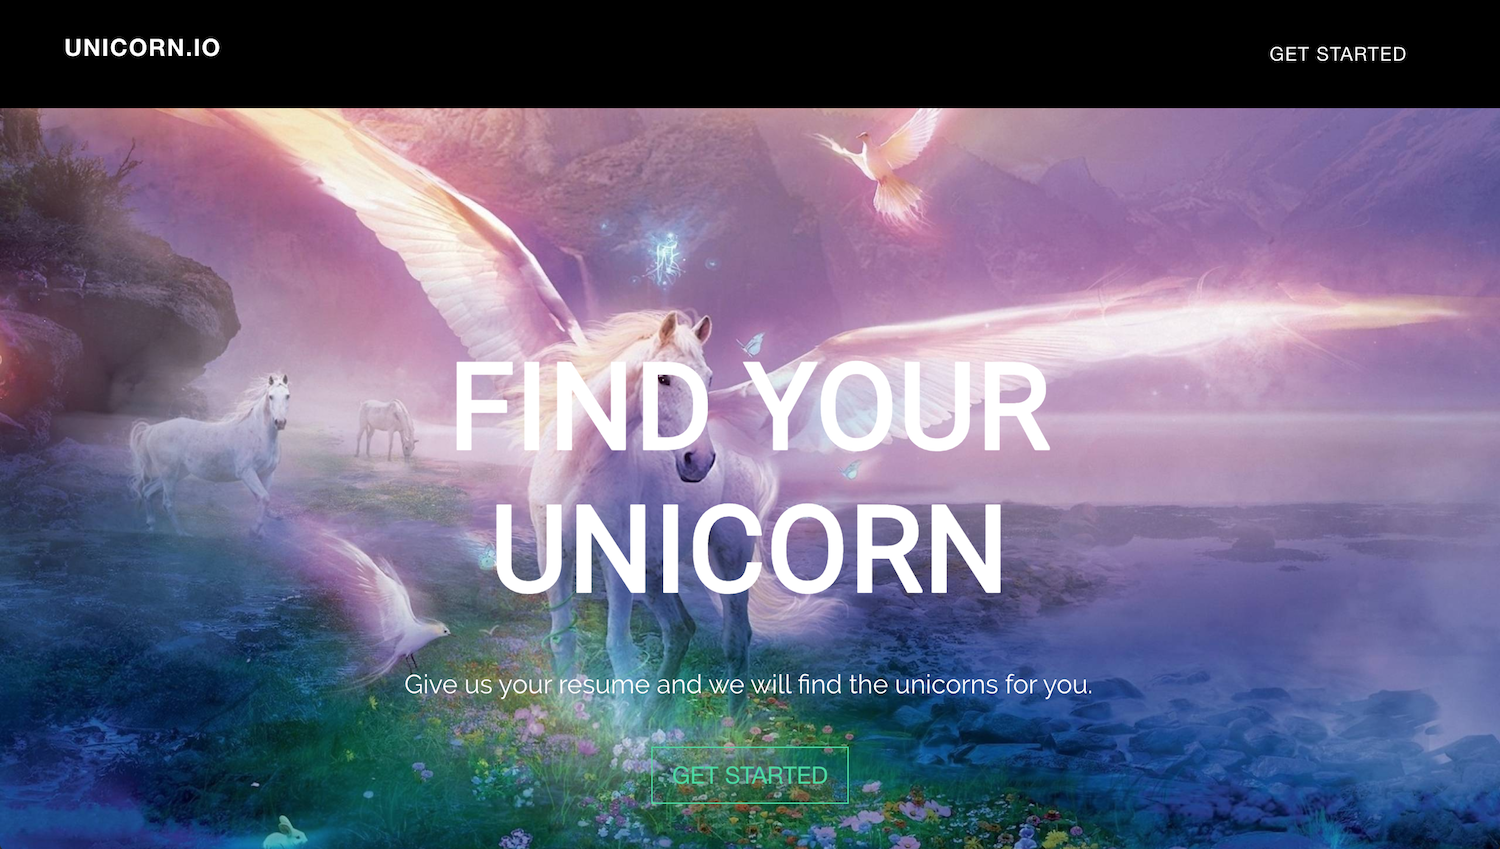 UNICORN.IO
GET STARTED
FIND YOUR
UNICORN
Give us your resume and we will find the unicorns for you.
GET STARTED